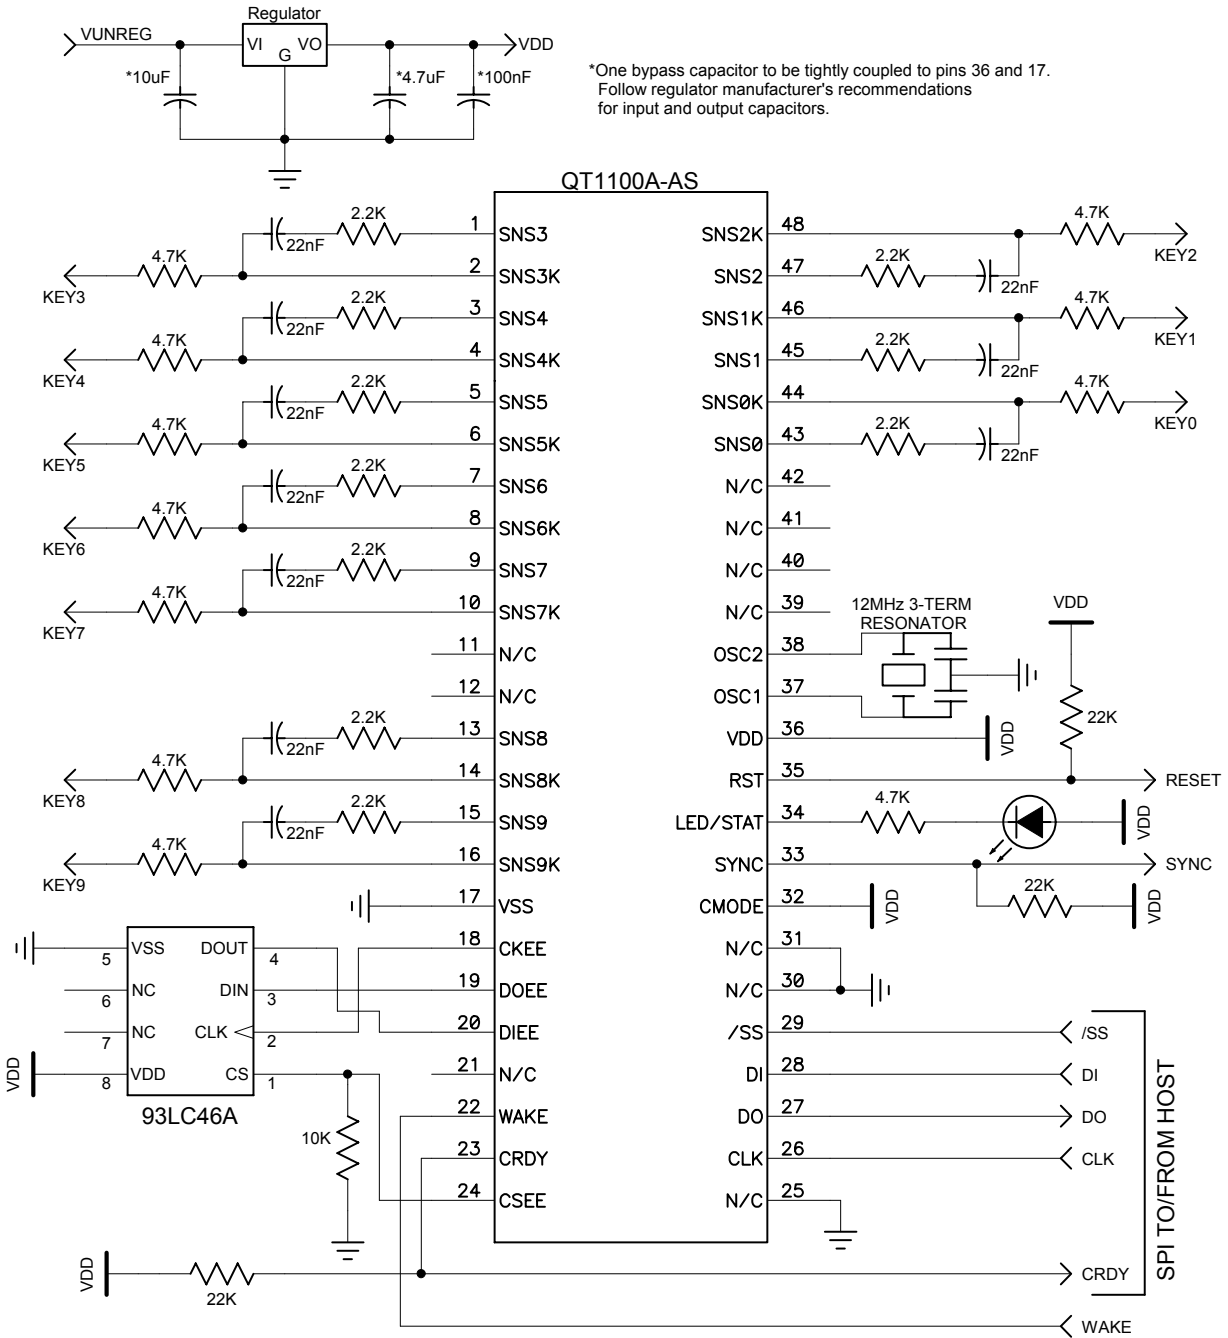 Regulator
VUNREG
VI VO
G
VDD
*10uF
*4.7uF
*100nF
*One bypass capacitor to be tightly coupled to pins 36 and 17.
Follow regulator manufacturer's recommendations
for input and output capacitors.
QT1100A-AS
2.2K
22nF
1 SNS3
4.7K
KEY3
2 SNS3K
2.2K
22nF
3 SNS4
4.7K
KEY4
4 SNS4K
2.2K
22nF
5 SNS5
4.7K
KEY5
6 SNS5K
2.2K
22nF
7 SNS6
4.7K
KEY6
8 SNS6K
2.2K
22nF
9 SNS7
4.7K
KEY7
10 SNS7K
11 N/C
12 N/C
2.2K
22nF
13 SNS8
4.7K
KEY8
14 SNS8K
2.2K
22nF
15 SNS9
4.7K
KEY9
16 SNS9K
17 VSS
18 CKEE
19 DOEE
20 DIEE
21 N/C
22 WAKE
23 CRDY
24 CSEE
SNS2K 48
4.7K
KEY2
SNS2 47
2.2K
22nF
SNS1K 46
4.7K
KEY1
SNS1 45
2.2K
22nF
SNS0K 44
4.7K
KEY0
SNS0 43
2.2K
22nF
N/C 42
N/C 41
N/C 40
N/C 39
12MHz 3-TERM
RESONATOR
OSC2 38
OSC1 37
VDD 36
VDD
VDD
22K
RST 35
RESET
LED/STAT 34
4.7K
VDD
SYNC 33
SYNC
22K
VDD
CMODE 32
VDD
N/C 31
N/C 30
/SS 29
/SS
DI 28
DI
DO 27
DO
CLK 26
CLK
N/C 25
SPI TO/FROM HOST
5 VSS DOUT 4
6 NC DIN 3
7 NC CLK 2
VDD
8 VDD CS 1
93LC46A
10K
VDD
22K
CRDY
WAKE